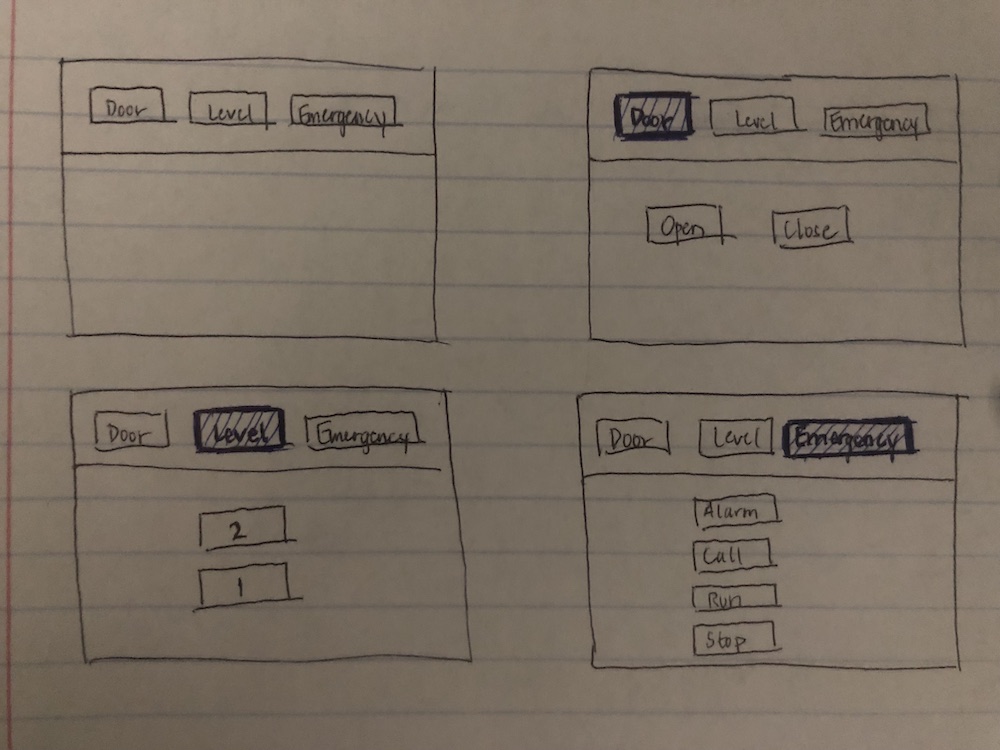 Door Level Emergency
Door Level Emergency
Open Close
Door Level Emergency
2
1
Door Level Emergency
Alarm
Call
Run
Stop